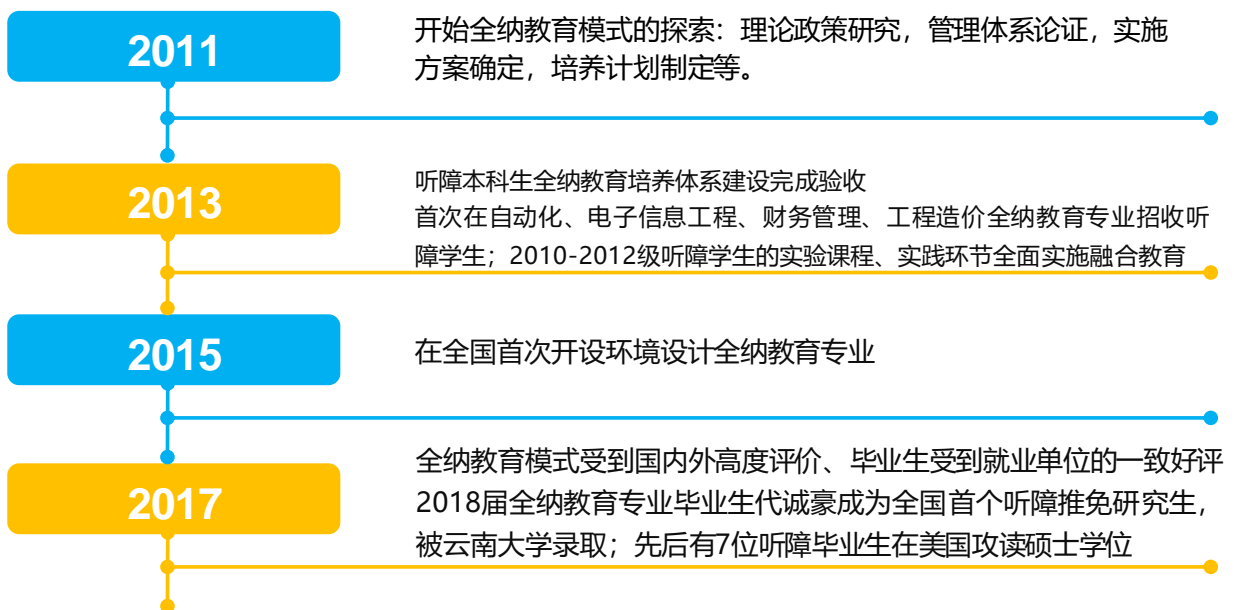 2011
开始全纳教育模式的探索：理论政策研究，管理体系论证，实施
方案确定，培养计划制定等。
2013
听障本科生全纳教育培养体系建设完成验收
首次在自动化、电子信息工程、财务管理、工程造价全纳教育专业招收听
障学生；2010-2012级听障学生的实验课程、实践环节全面实施融合教育
2015
在全国首次开设环境设计全纳教育专业
2017
全纳教育模式受到国内外高度评价、毕业生受到就业单位的一致好评
2018届全纳教育专业毕业生代诚豪成为全国首个听障推免研究生，
被云南大学录取；先后有7位听障毕业生在美国攻读硕士学位